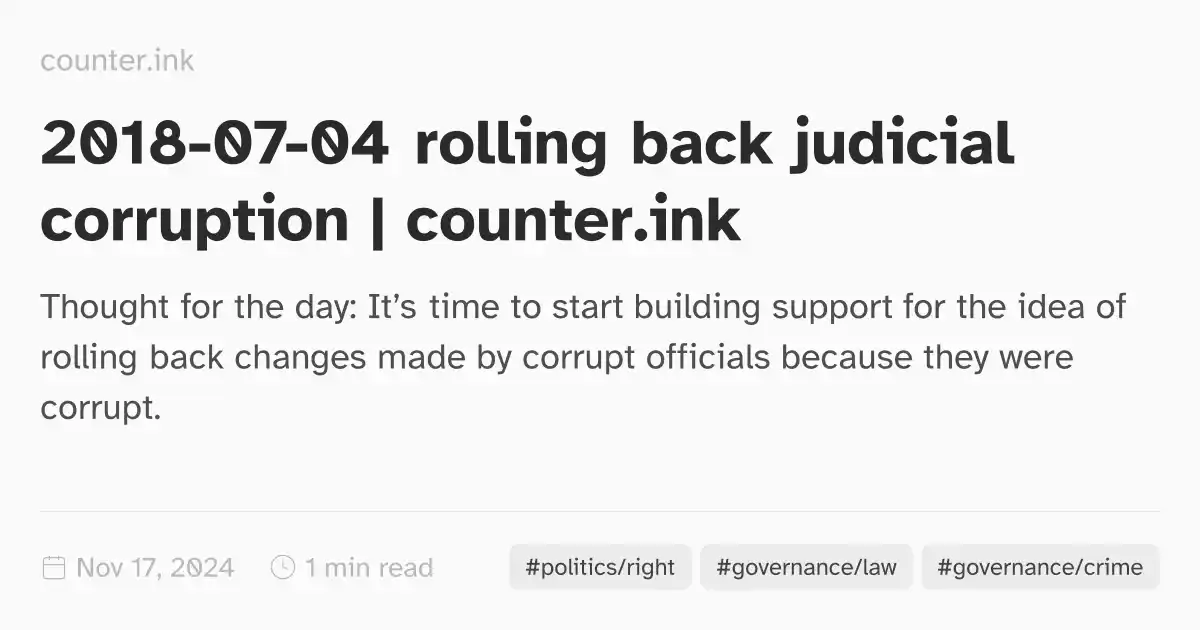 counter.ink
2018-07-04 rolling back judicial
corruption | counter.ink
Thought for the day: It’s time to start building support for the idea of
rolling back changes made by corrupt officials because they were
corrupt.
Nov 17, 2024 1 min read #politics/right #governance/law #governance/crime